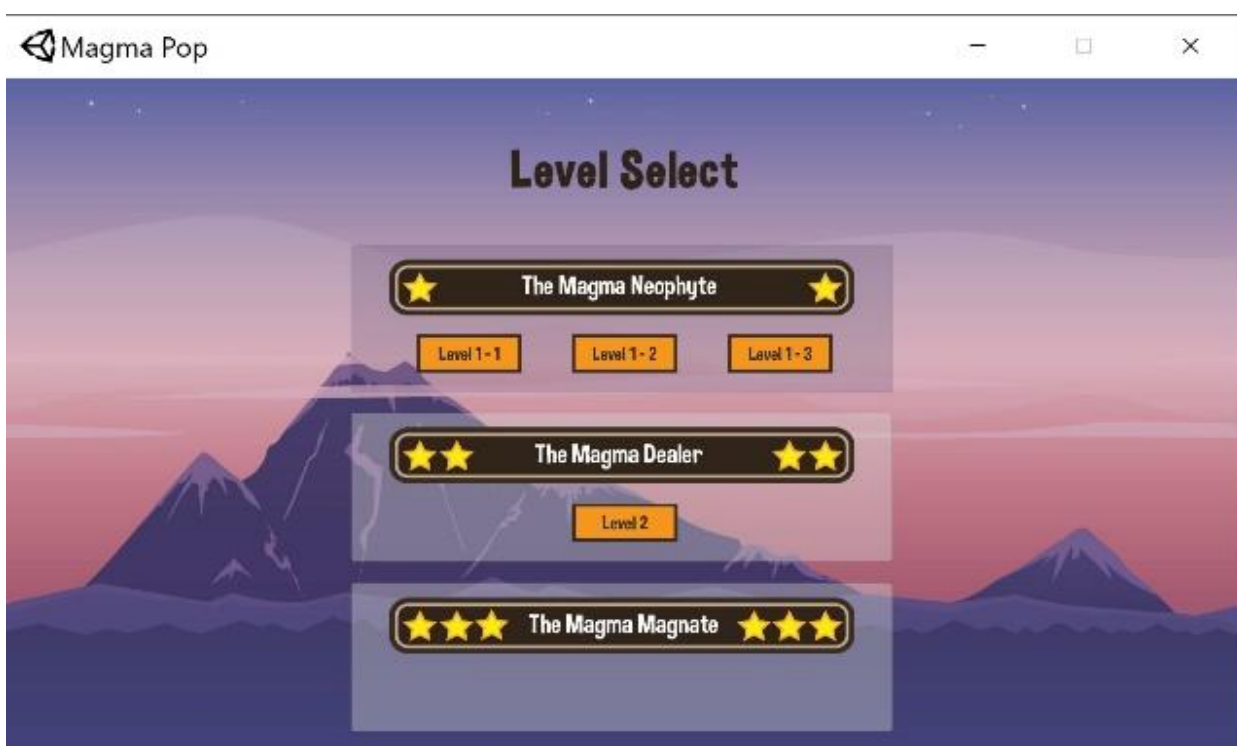 Magma Pop
Level Select
The Magma Neophyte
Level 1 - 1 Level 1 - 2 Level 1 - 3
The Magma Dealer
Level 2
The Magma Magnate